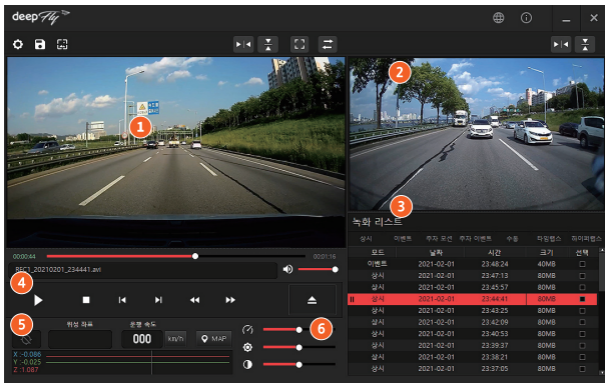 deepFly
1
2
3
녹화 리스트
상시 이벤트 주차 모션 주차 이벤트 수동 타임랩스 하이퍼랩스
00:00:44 00:01:16
모드 날짜 시간 크기 선택
REC1_20210201_234441.avi
이벤트 2021-02-01 23:48:24 40MB
상시 2021-02-01 23:47:13 80MB
4
상시 2021-02-01 23:45:57 80MB
상시 2021-02-01 23:44:41 80MB
상시 2021-02-01 23:43:25 80MB
5
위성 좌표 운행 속도
6
상시 2021-02-01 23:42:09 80MB
000 km/h MAP
상시 2021-02-01 23:40:53 80MB
상시 2021-02-01 23:39:37 80MB
X :-0.086
상시 2021-02-01 23:38:21 80MB
Y :-0.025
상시 2021-02-01 23:37:05 80MB
Z :1.087